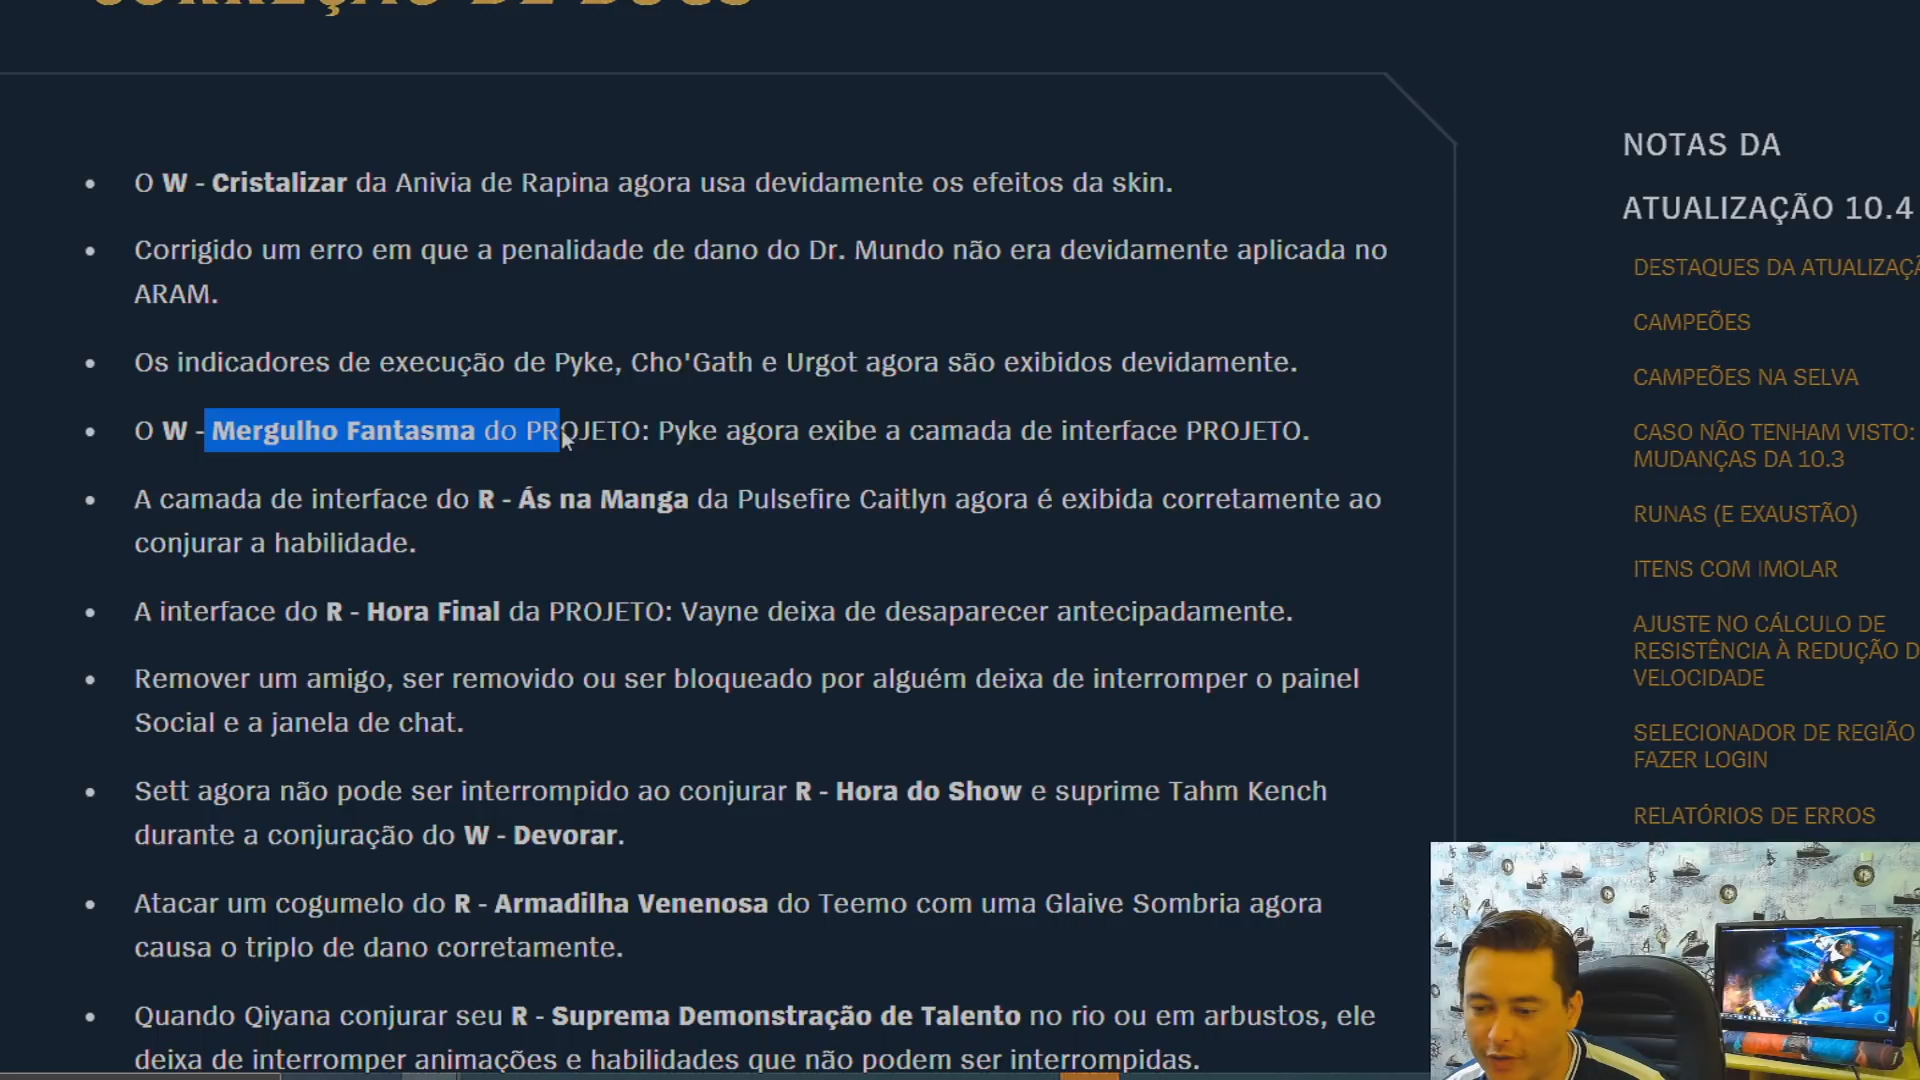 CORREÇÃO DE BUGS
O W - Cristalizar da Anivia de Rapina agora usa devidamente os efeitos da skin.
Corrigido um erro em que a penalidade de dano do Dr. Mundo não era devidamente aplicada no
ARAM.
Os indicadores de execução de Pyke, Cho'Gath e Urgot agora são exibidos devidamente.
O W - Mergulho Fantasma do PROJETO: Pyke agora exibe a camada de interface PROJETO.
A camada de interface do R - Ás na Manga da Pulsefire Caitlyn agora é exibida corretamente ao
conjurar a habilidade.
A interface do R - Hora Final da PROJETO: Vayne deixa de desaparecer antecipadamente.
Remover um amigo, ser removido ou ser bloqueado por alguém deixa de interromper o painel
Social e a janela de chat.
Sett agora não pode ser interrompido ao conjurar R - Hora do Show e suprime Tahm Kench
durante a conjuração do W - Devorar.
Atacar um cogumelo do R - Armadilha Venenosa do Teemo com uma Glaive Sombria agora
causa o triplo de dano corretamente.
Quando Qiyana conjurar seu R - Suprema Demonstração de Talento no rio ou em arbustos, ele
deixa de interromper animações e habilidades que não podem ser interrompidas.
NOTAS DA
ATUALIZAÇÃO 10.4
DESTAQUES DA ATUALIZAÇÃ
CAMPEÕES
CAMPEÕES NA SELVA
CASO NÃO TENHAM VISTO:
MUDANÇAS DA 10.3
RUNAS (E EXAUSTÃO)
ITENS COM IMOLAR
AJUSTE NO CÁLCULO DE
RESISTÊNCIA À REDUÇÃO D
VELOCIDADE
SELECIONADOR DE REGIÃO
FAZER LOGIN
RELATÓRIOS DE ERROS